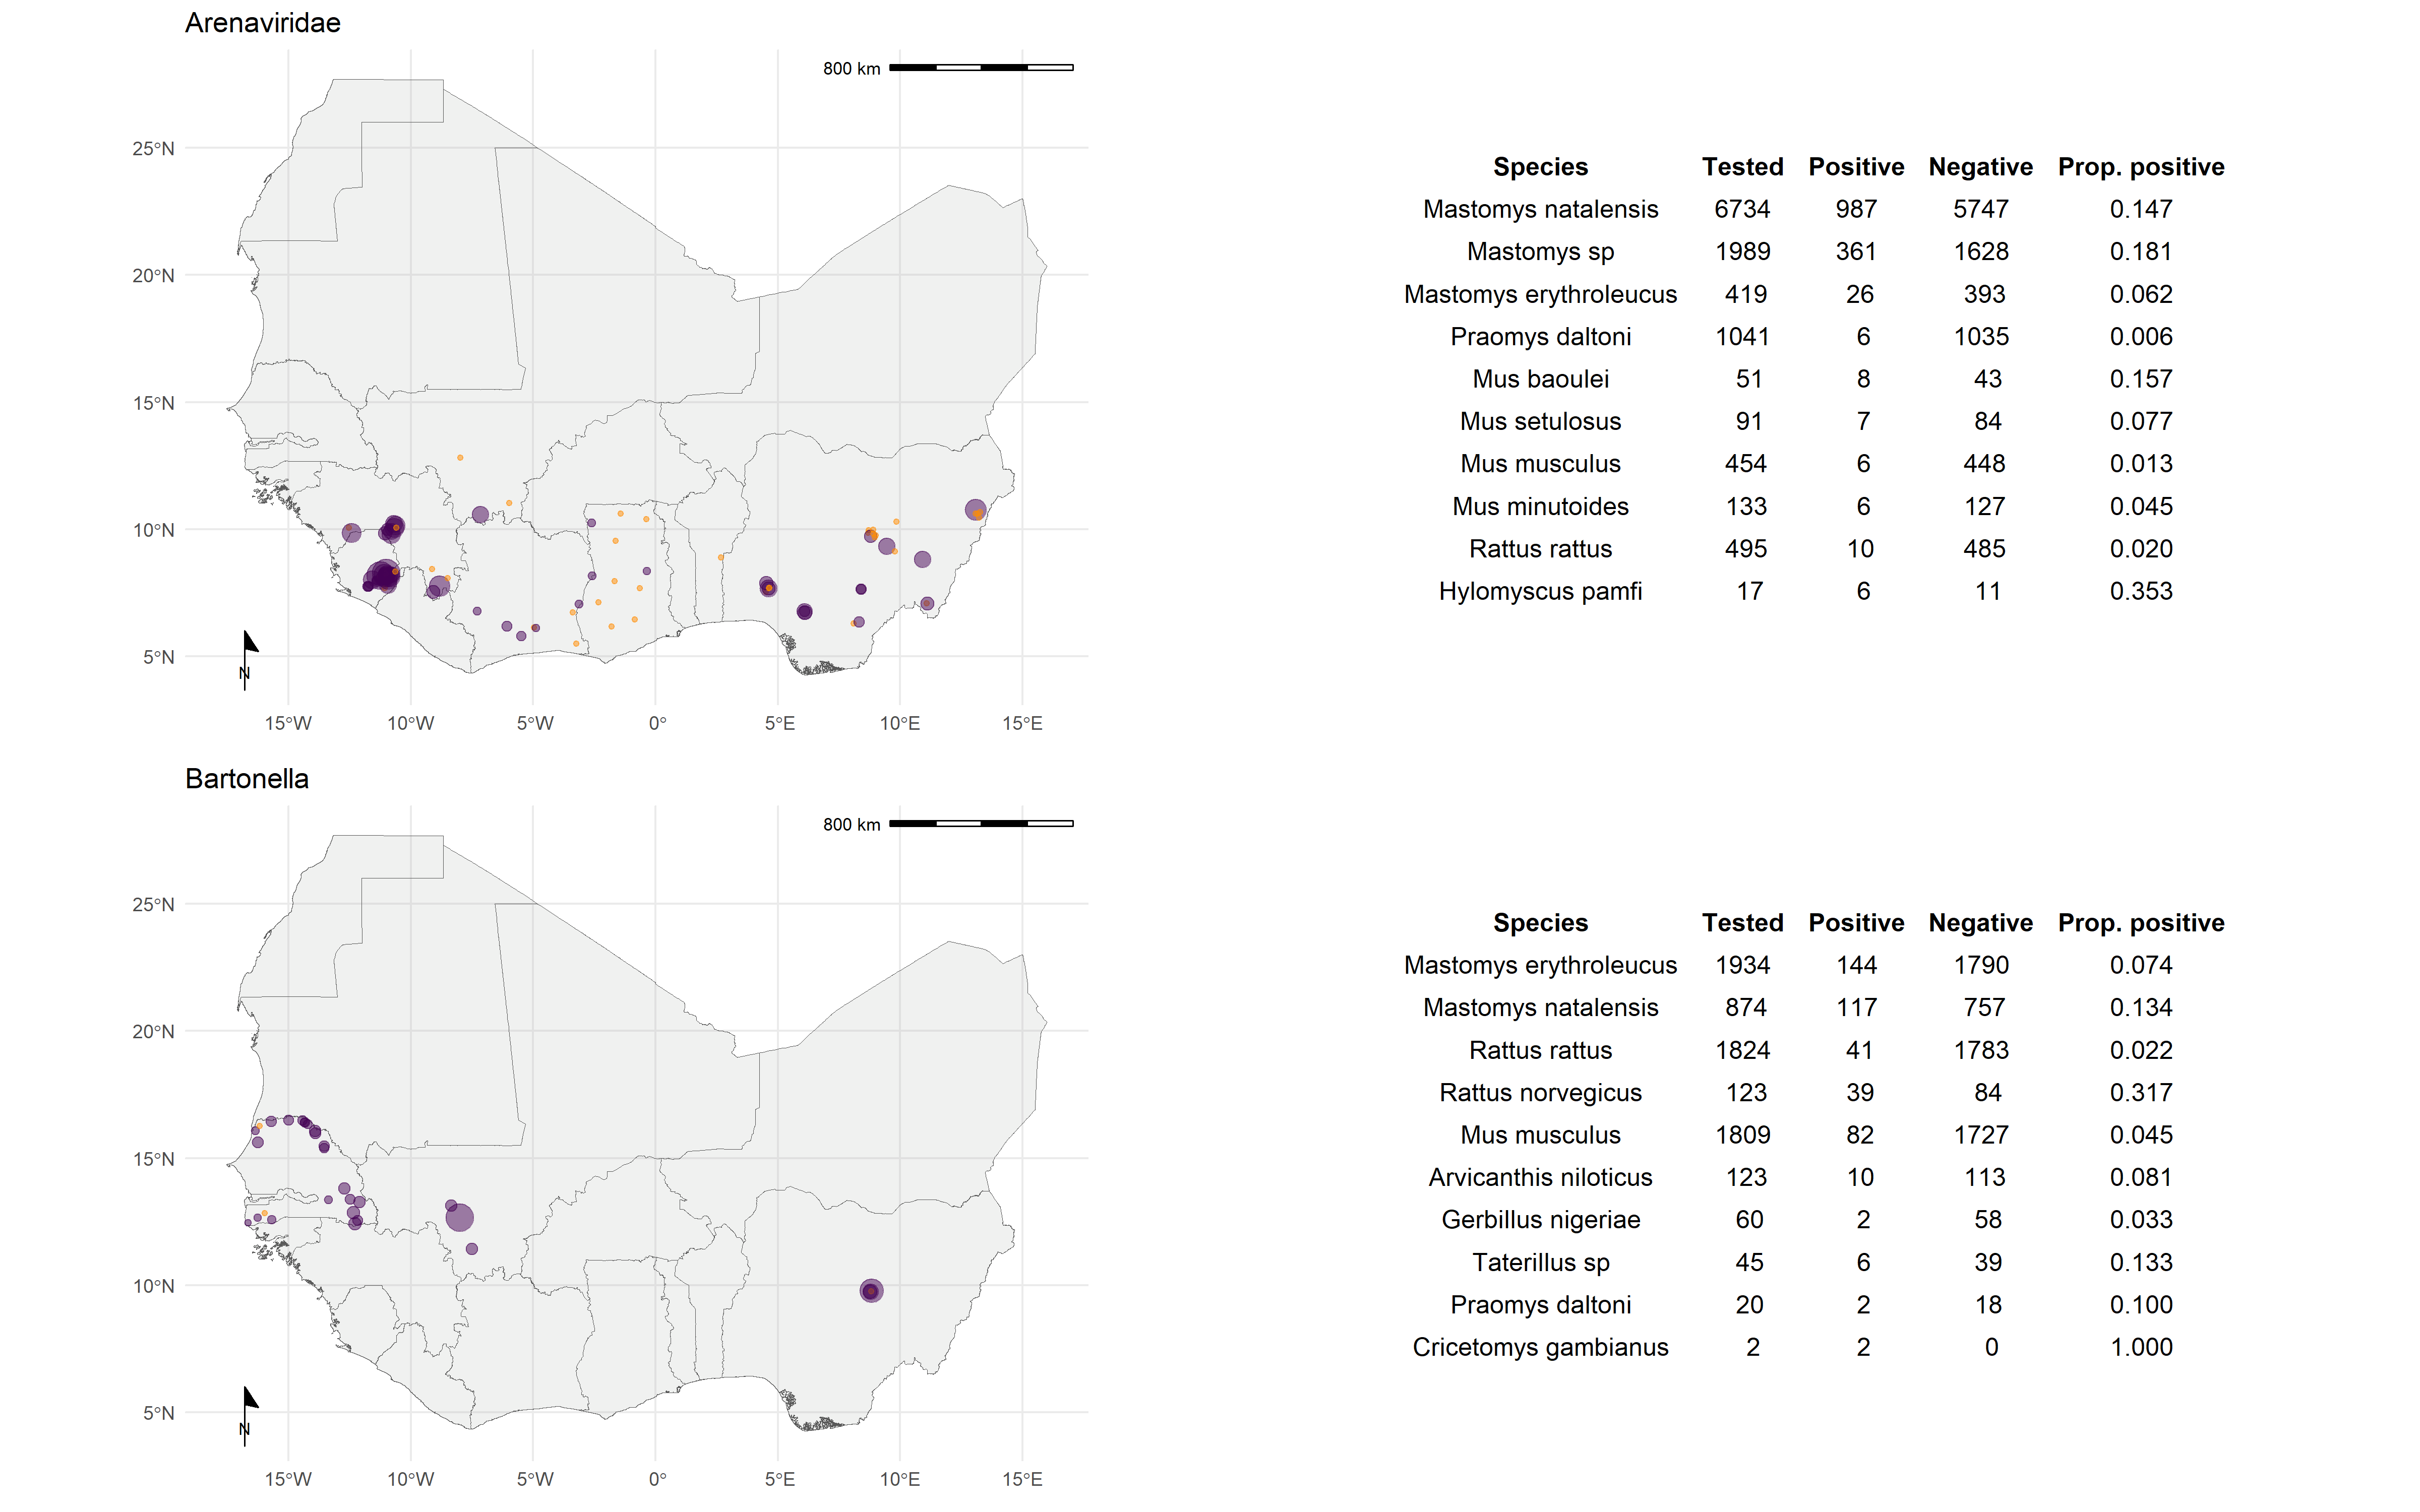 Arenaviridae
800 km
25°N
20°N
15°N
10°N
5°N
N
15°W 10°W 5°W 0° 5°E 10°E 15°E
Species Tested Positive Negative Prop. positive
Mastomys natalensis 6734 987 5747 0.147
Mastomys sp 1989 361 1628 0.181
Mastomys erythroleucus 419 26 393 0.062
Praomys daltoni 1041 6 1035 0.006
Mus baoulei 51 8 43 0.157
Mus setulosus 91 7 84 0.077
Mus musculus 454 6 448 0.013
Mus minutoides 133 6 127 0.045
Rattus rattus 495 10 485 0.020
Hylomyscus pamfi 17 6 11 0.353
Bartonella
800 km
25°N
20°N
15°N
10°N
5°N
N
15°W 10°W 5°W 0° 5°E 10°E 15°E
Species Tested Positive Negative Prop. positive
Mastomys erythroleucus 1934 144 1790 0.074
Mastomys natalensis 874 117 757 0.134
Rattus rattus 1824 41 1783 0.022
Rattus norvegicus 123 39 84 0.317
Mus musculus 1809 82 1727 0.045
Arvicanthis niloticus 123 10 113 0.081
Gerbillus nigeriae 60 2 58 0.033
Taterillus sp 45 6 39 0.133
Praomys daltoni 20 2 18 0.100
Cricetomys gambianus 2 2 0 1.000